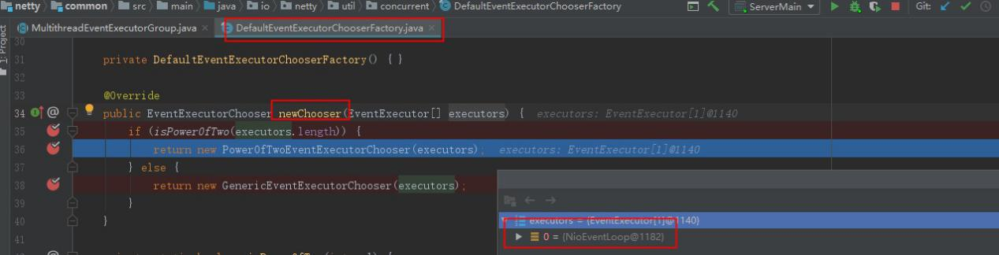 netty > common > src > main > java > io > netty > util > concurrent > DefaultEventExecutorChooserFactory ServerMain Git:
MultithreadEventExecutorGroup.java × DefaultEventExecutorChooserFactory.java ×
1: Project
30
31 private DefaultEventExecutorChooserFactory() { }
32
33 @Override
34 @ public EventExecutorChooser newChooser(EventExecutor[] executors) { executors: EventExecutor[1]@1140
35 if (isPowerOfTwo(executors.length)) {
36 return new PowerOfTwoEventExecutorChooser(executors); executors: EventExecutor[1]@1140
37 } else {
38 return new GenericEventExecutorChooser(executors);
39 }
40 }
41
executors = {EventExecutor[1]@1140}
0 = {NioEventLoop@1182}